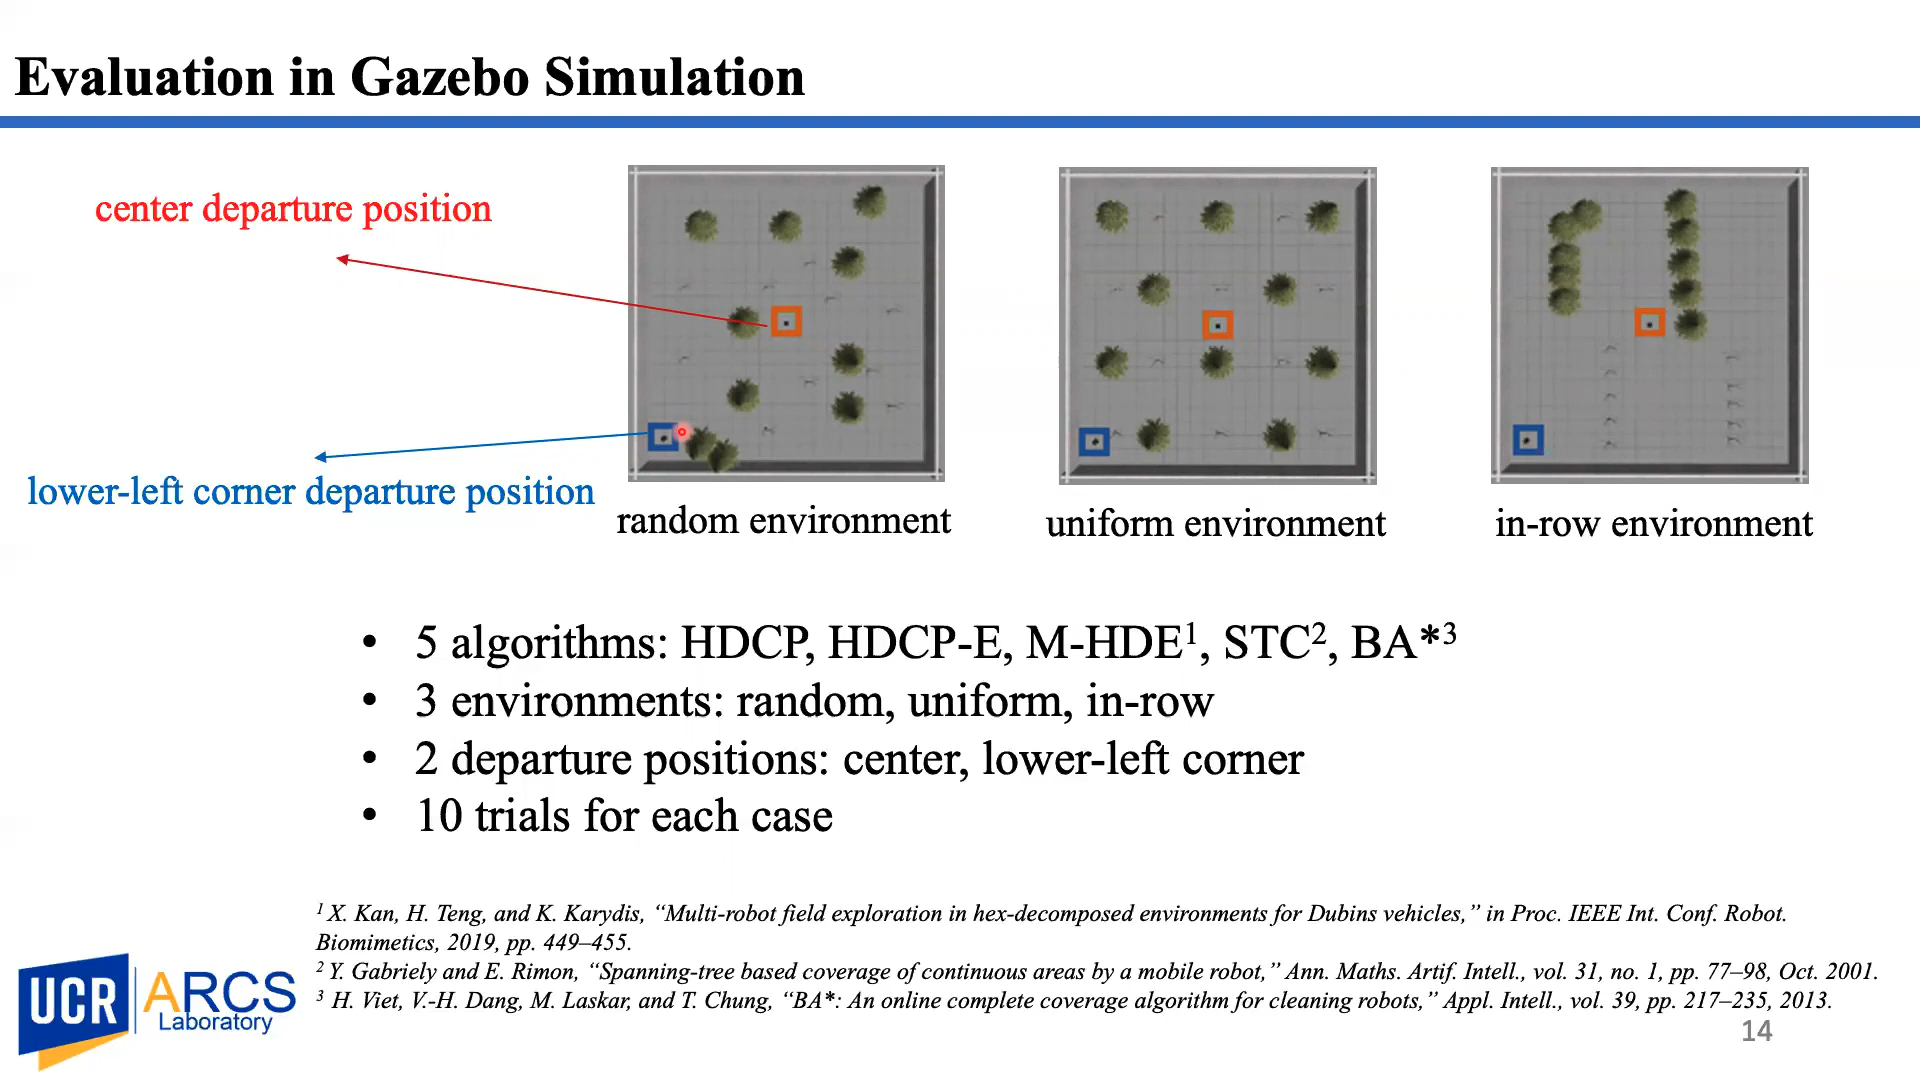 Evaluation in Gazebo Simulation
center departure position
lower-left corner departure position
random environment
uniform environment
in-row environment
• 5 algorithms: HDCP, HDCP-E, M-HDE¹, STC², BA*³
• 3 environments: random, uniform, in-row
• 2 departure positions: center, lower-left corner
• 10 trials for each case
¹ X. Kan, H. Teng, and K. Karydis, “Multi-robot field exploration in hex-decomposed environments for Dubins vehicles,” in Proc. IEEE Int. Conf. Robot.
Biomimetics, 2019, pp. 449–455.
² Y. Gabriely and E. Rimon, “Spanning-tree based coverage of continuous areas by a mobile robot,” Ann. Maths. Artif. Intell., vol. 31, no. 1, pp. 77–98, Oct. 2001.
³ H. Viet, V.-H. Dang, M. Laskar, and T. Chung, “BA*: An online complete coverage algorithm for cleaning robots,” Appl. Intell., vol. 39, pp. 217–235, 2013.
UCR ARCS
Laboratory
14